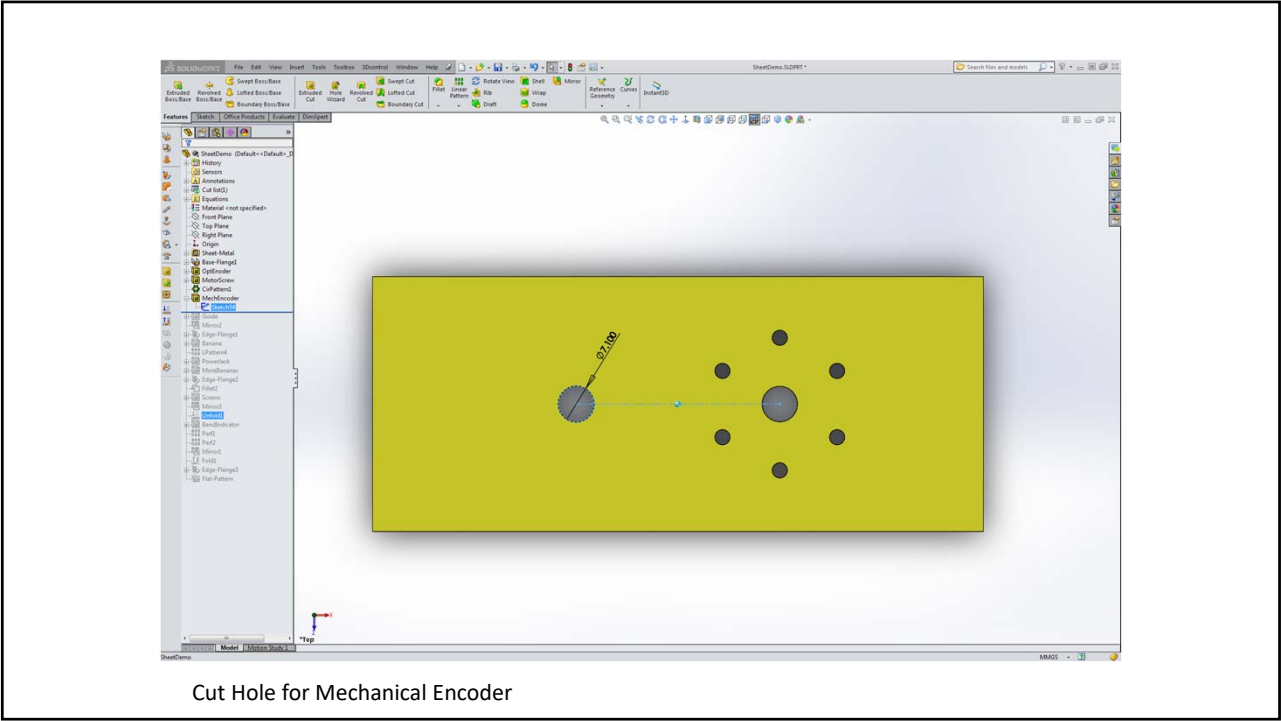 SOLIDWORKS File Edit View Insert Tools Toolbox 3Dcontrol Window Help SheetDemo.SLDPRT * Search files and models
Extruded Boss/Base Revolved Boss/Base Swept Boss/Base Lofted Boss/Base Boundary Boss/Base Extruded Cut Hole Wizard Revolved Cut Swept Cut Lofted Cut Boundary Cut Fillet Linear Pattern Rotate View Rib Draft Shell Wrap Dome Mirror Reference Geometry Curves Instant3D
Features Sketch Office Products Evaluate DimXpert
SheetDemo (Default<<Default>_D
History
Sensors
Annotations
Cut list(1)
Equations
Material <not specified>
Front Plane
Top Plane
Right Plane
Origin
Sheet-Metal
Base-Flange1
OptEnoder
MotorScrew
CirPattern1
MechEncoder
Sketch54
Guide
Mirror2
Edge-Flange1
Banana
LPattern4
Powerlack
MoreBananas
Edge-Flange2
Fillet2
Screws
Mirror3
Unfold1
BendIndicator
Perf1
Perf2
Mirror1
Fold1
Edge-Flange3
Flat-Pattern
Ø7.100
*Top
Model Motion Study 1
SheetDemo MMGS
Cut Hole for Mechanical Encoder